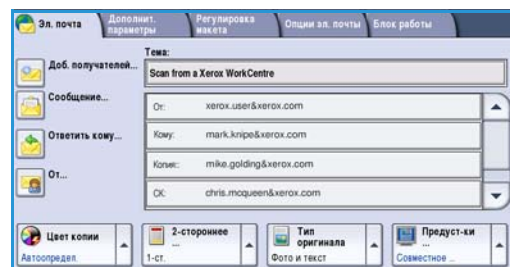 Эл. почта
Дополнит. параметры
Регулировка макета
Опции эл. почты
Блок работы
Тема:
Доб. получателей...
Scan from a Xerox WorkCentre
Сообщение...
От: xerox.user&xerox.com
Ответить кому...
Кому: mark.knipe&xerox.com
Копия: mike.golding&xerox.com
От...
СК: chris.mcqueen&xerox.com
Цвет копии
Автоопредел.
2-стороннее
...
1-ст.
Тип оригинала
Фото и текст
Предуст-ки
...
Совместное ...